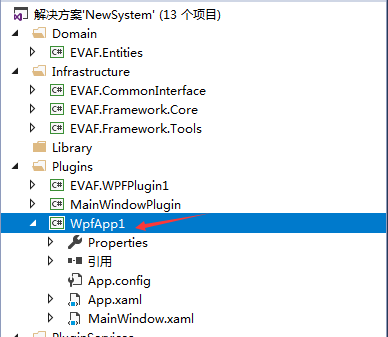 解决方案'NewSystem' (13 个项目)
Domain
C# EVAF.Entities
Infrastructure
C# EVAF.CommonInterface
C# EVAF.Framework.Core
C# EVAF.Framework.Tools
Library
Plugins
C# EVAF.WPFPlugin1
C# MainWindowPlugin
C# WpfApp1
Properties
引用
App.config
App.xaml
MainWindow.xaml
PluginServices